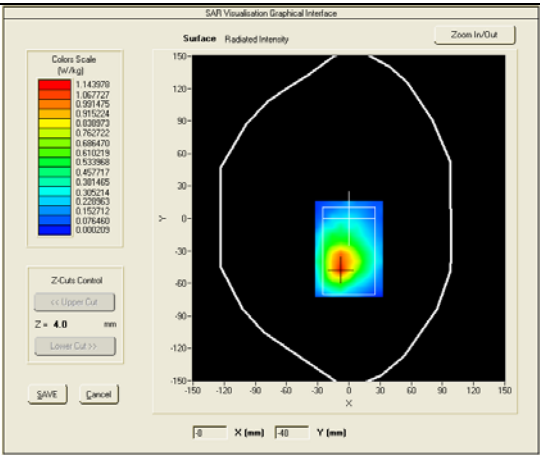 SAR Visualisation Graphical Interface
Surface Radiated Intensity
Zoom In/Out
Colors Scale
(W/kg)
1.143978
1.067727
0.991475
0.915224
0.838973
0.762722
0.686470
0.610219
0.533968
0.457717
0.381465
0.305214
0.228963
0.152712
0.076460
0.000209
Z-Cuts Control
<< Upper Cut
Z = 4.0 mm
Lower Cut >>
SAVE Cancel
150-
120-
90-
60-
30-
0-
-30-
-60-
-90-
-120-
-150-
Y
-150 -120 -90 -60 -30 0 30 60 90 120 150
X
-8 X (mm) -40 Y (mm)